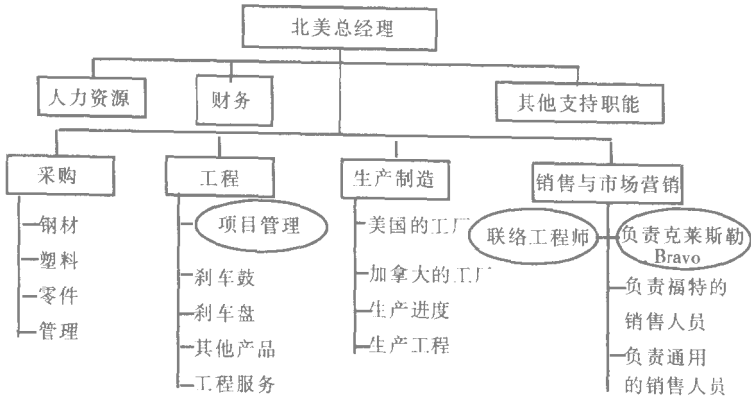 北美总经理
人力资源
财务
其他支持职能
采购
工程
生产制造
销售与市场营销
钢材
塑料
零件
管理
项目管理
刹车鼓
刹车盘
其他产品
工程服务
美国的工厂
加拿大的工厂
生产进度
生产工程
联络工程师
负责克莱斯勒
Bravo
负责福特的
销售人员
负责通用
的销售人员